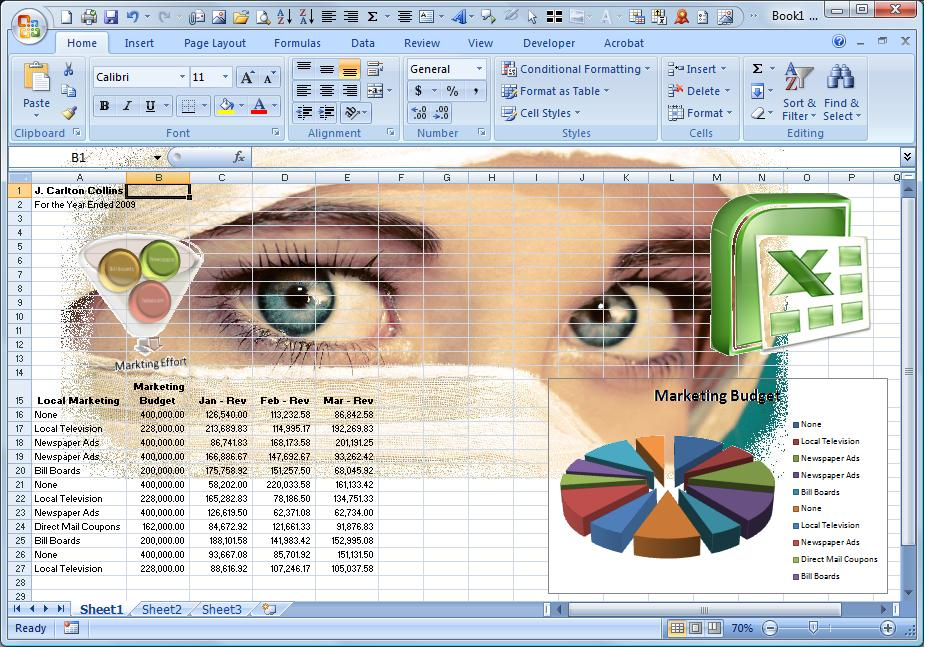 Book1 ...
Home Insert Page Layout Formulas Data Review View Developer Acrobat
Calibri 11 General Conditional Formatting Insert Σ
Paste B I U $ % , Format as Table Delete Sort & Filter Find & Select
Cell Styles Format
Clipboard Font Alignment Number Styles Cells Editing
B1 fx
A B C D E F G H I J K L M N O P Q
1 J. Carlton Collins
2 For the Year Ended 2009
3
4
5
6
7
8
9
10
11
12
13
14
Bill Boards Newspaper
Television
Markting Effort
15 Local Marketing Marketing Budget Jan - Rev Feb - Rev Mar - Rev
16 None 400,000.00 126,540.00 113,232.58 86,842.58
17 Local Television 228,000.00 213,689.83 114,995.17 192,269.83
18 Newspaper Ads 400,000.00 86,741.83 168,173.58 201,191.25
19 Newspaper Ads 400,000.00 166,886.67 147,692.67 93,262.42
20 Bill Boards 200,000.00 175,758.92 151,257.50 68,045.92
21 None 400,000.00 58,202.00 220,033.58 161,133.42
22 Local Television 228,000.00 165,282.83 78,186.50 134,751.33
23 Newspaper Ads 400,000.00 126,619.50 62,371.08 62,734.00
24 Direct Mail Coupons 162,000.00 84,672.92 121,661.33 91,876.83
25 Bill Boards 200,000.00 188,101.58 141,983.42 152,995.08
26 None 400,000.00 93,667.08 85,701.92 151,131.50
27 Local Television 228,000.00 88,616.92 107,246.17 105,037.58
28
29
Marketing Budget
None
Local Television
Newspaper Ads
Newspaper Ads
Bill Boards
None
Local Television
Newspaper Ads
Direct Mail Coupons
Bill Boards
Sheet1 Sheet2 Sheet3
Ready 70%